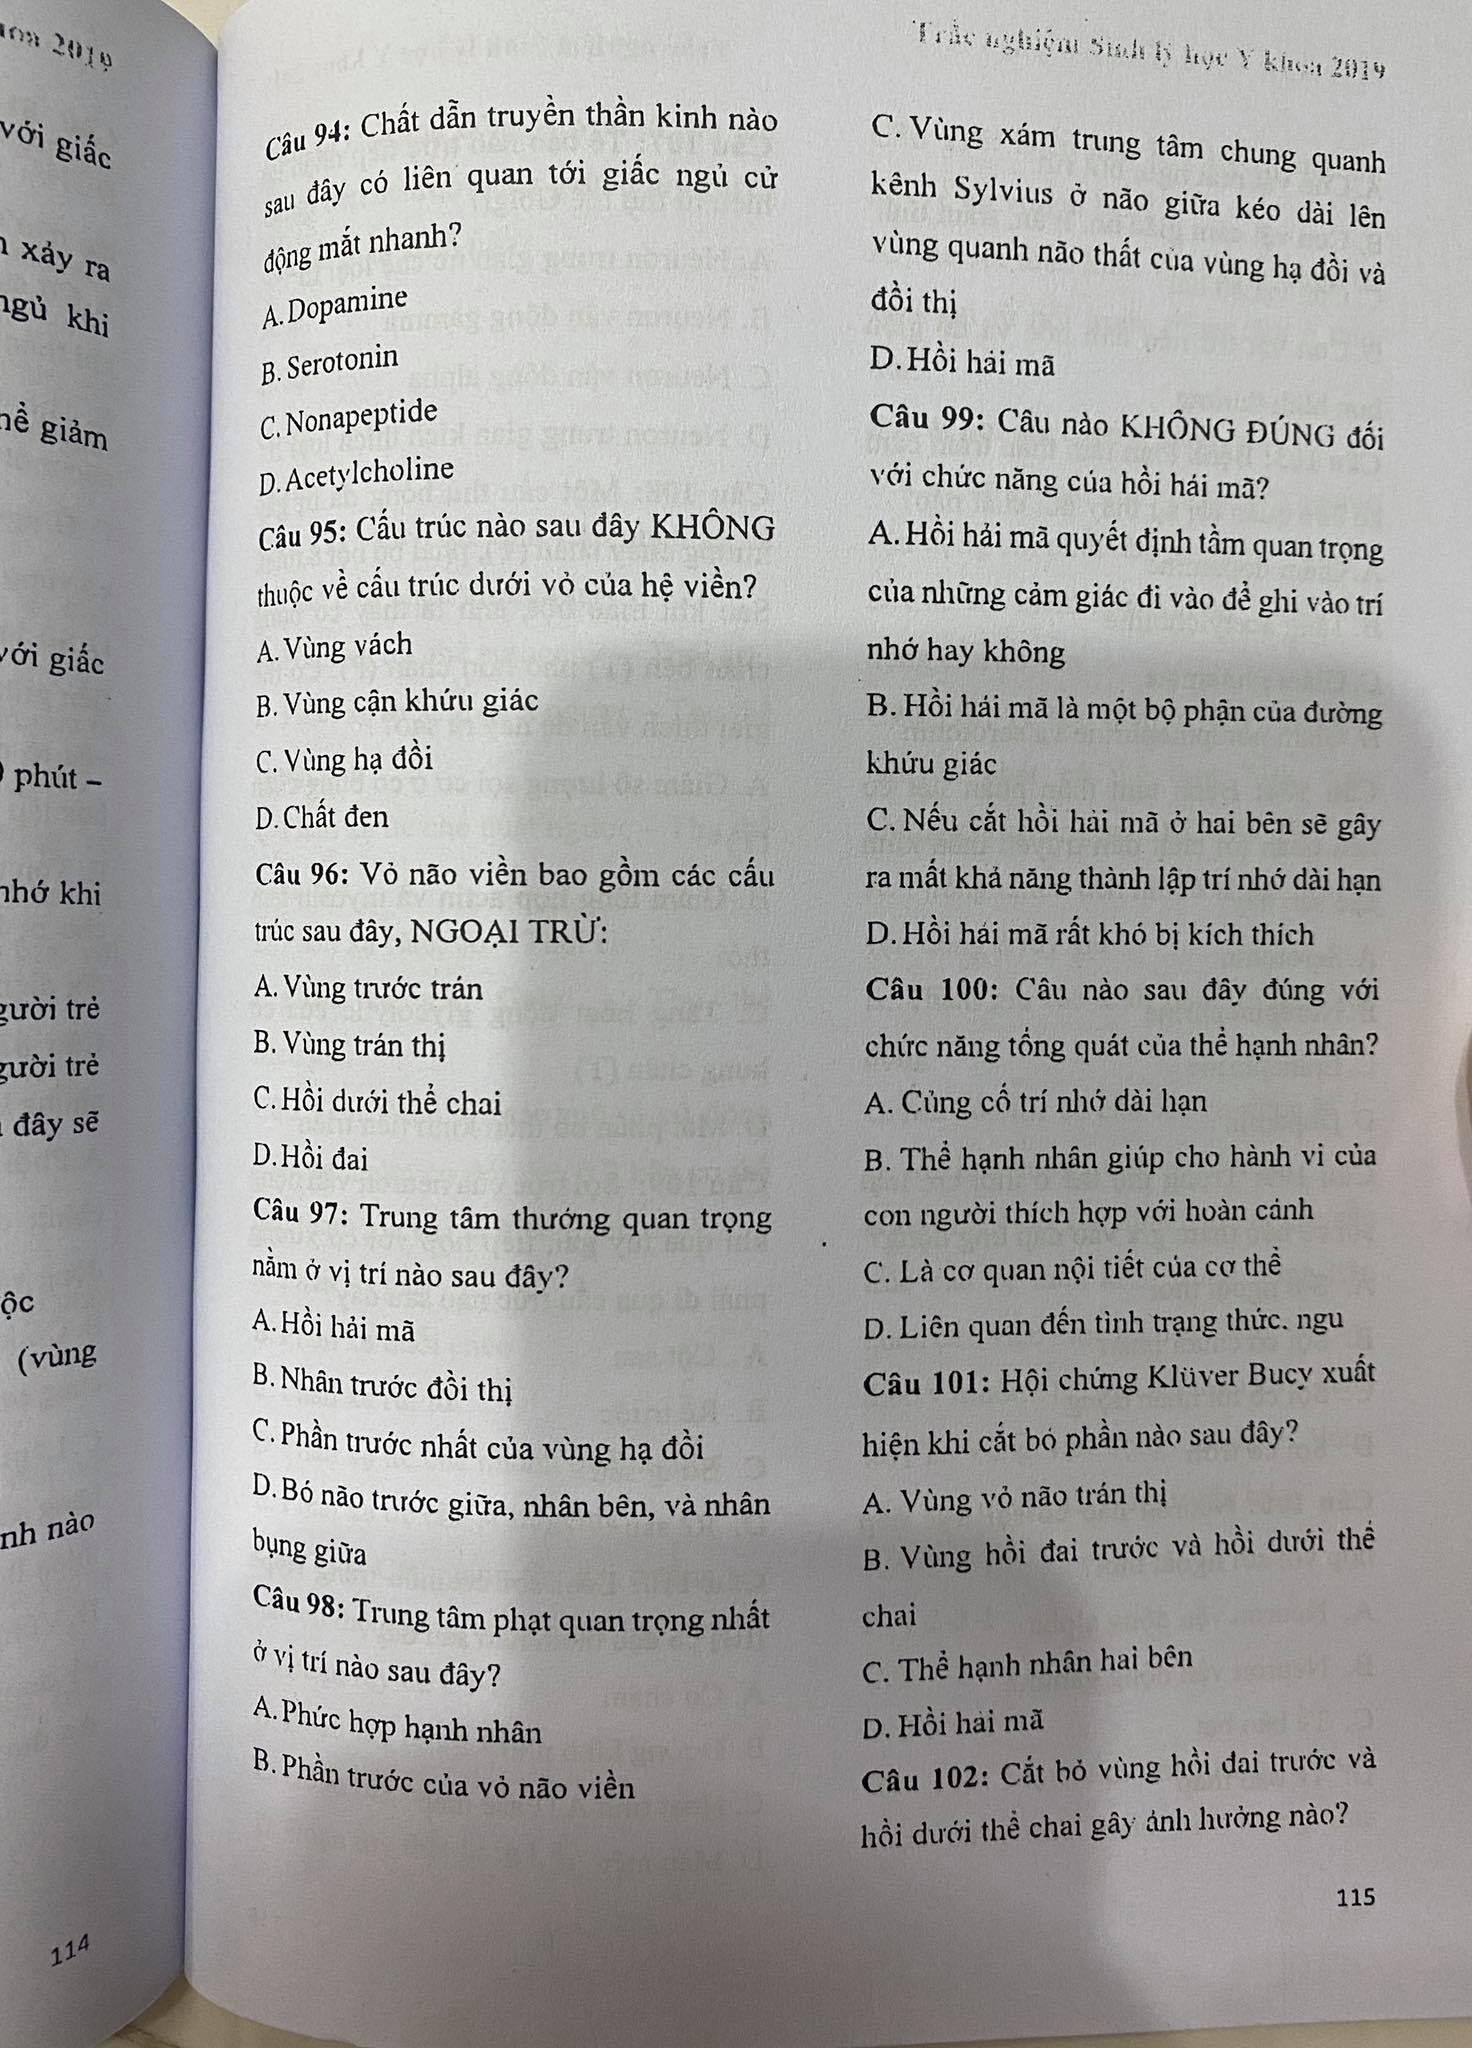 với giấc
xảy ra
ngủ khi
giảm
với giấc
phút –
nhớ khi
người trẻ
người trẻ
đây sẽ
(vùng
nào
114
Trắc nghiệm Sinh lý học Y khoa 2019
Câu 94: Chất dẫn truyền thần kinh nào
sau đây có liên quan tới giấc ngủ cử
động mắt nhanh?
A. Dopamine
B. Serotonin
C. Nonapeptide
D. Acetylcholine
Câu 95: Cấu trúc nào sau đây KHÔNG
thuộc về cấu trúc dưới vỏ của hệ viền?
A. Vùng vách
B. Vùng cận khứu giác
C. Vùng hạ đồi
D. Chất đen
Câu 96: Vỏ não viền bao gồm các cấu
trúc sau đây, NGOẠI TRỪ:
A. Vùng trước trán
B. Vùng trán thị
C. Hồi dưới thể chai
D. Hồi đai
Câu 97: Trung tâm thưởng quan trọng
nằm ở vị trí nào sau đây?
A. Hồi hải mã
B. Nhân trước đồi thị
C. Phần trước nhất của vùng hạ đồi
D. Bó não trước giữa, nhân bên, và nhân
bụng giữa
Câu 98: Trung tâm phạt quan trọng nhất
ở vị trí nào sau đây?
A. Phức hợp hạnh nhân
B. Phần trước của vỏ não viền
C. Vùng xám trung tâm chung quanh
kênh Sylvius ở não giữa kéo dài lên
vùng quanh não thất của vùng hạ đồi và
đồi thị
D. Hồi hải mã
Câu 99: Câu nào KHÔNG ĐÚNG đối
với chức năng của hồi hải mã?
A. Hồi hải mã quyết định tầm quan trọng
của những cảm giác đi vào để ghi vào trí
nhớ hay không
B. Hồi hải mã là một bộ phận của đường
khứu giác
C. Nếu cắt hồi hải mã ở hai bên sẽ gây
ra mất khả năng thành lập trí nhớ dài hạn
D. Hồi hải mã rất khó bị kích thích
Câu 100: Câu nào sau đây đúng với
chức năng tổng quát của thể hạnh nhân?
A. Củng cố trí nhớ dài hạn
B. Thể hạnh nhân giúp cho hành vi của
con người thích hợp với hoàn cảnh
C. Là cơ quan nội tiết của cơ thể
D. Liên quan đến tình trạng thức. ngu
Câu 101: Hội chứng Klüver Bucy xuất
hiện khi cắt bỏ phần nào sau đây?
A. Vùng vỏ não trán thị
B. Vùng hồi đai trước và hồi dưới thể
chai
C. Thể hạnh nhân hai bên
D. Hồi hải mã
Câu 102: Cắt bỏ vùng hồi đai trước và
hồi dưới thể chai gây ảnh hưởng nào?
115